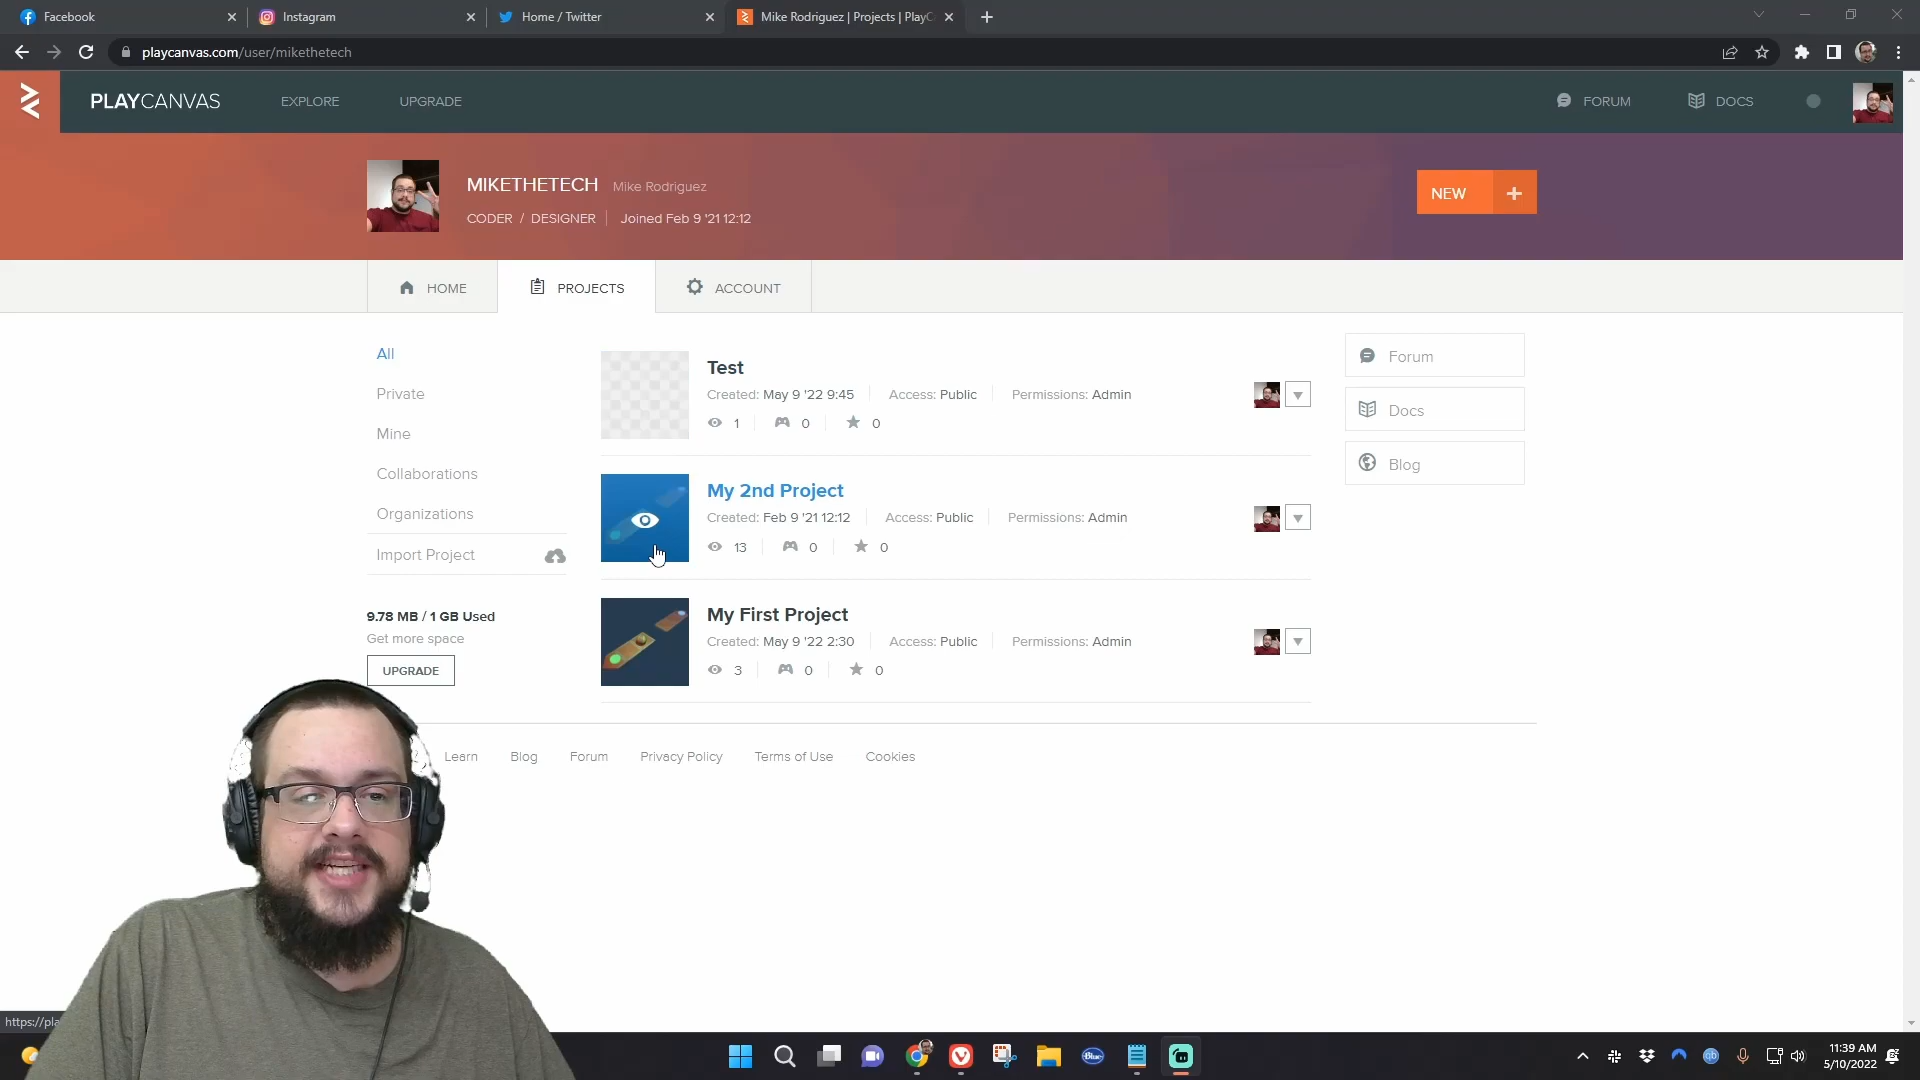 Facebook
Instagram
Home / Twitter
Mike Rodriguez | Projects | PlayC
playcanvas.com/user/mikethetech
PLAYCANVAS
EXPLORE
UPGRADE
FORUM
DOCS
MIKETHETECH Mike Rodriguez
CODER / DESIGNER Joined Feb 9 '21 12:12
NEW +
HOME
PROJECTS
ACCOUNT
All
Private
Mine
Collaborations
Organizations
Import Project
9.78 MB / 1 GB Used
Get more space
UPGRADE
Test
Created: May 9 '22 9:45 Access: Public Permissions: Admin
1 0 0
My 2nd Project
Created: Feb 9 '21 12:12 Access: Public Permissions: Admin
13 0 0
My First Project
Created: May 9 '22 2:30 Access: Public Permissions: Admin
3 0 0
Forum
Docs
Blog
Learn Blog Forum Privacy Policy Terms of Use Cookies
https://pla
Blue
qb
11:39 AM
5/10/2022